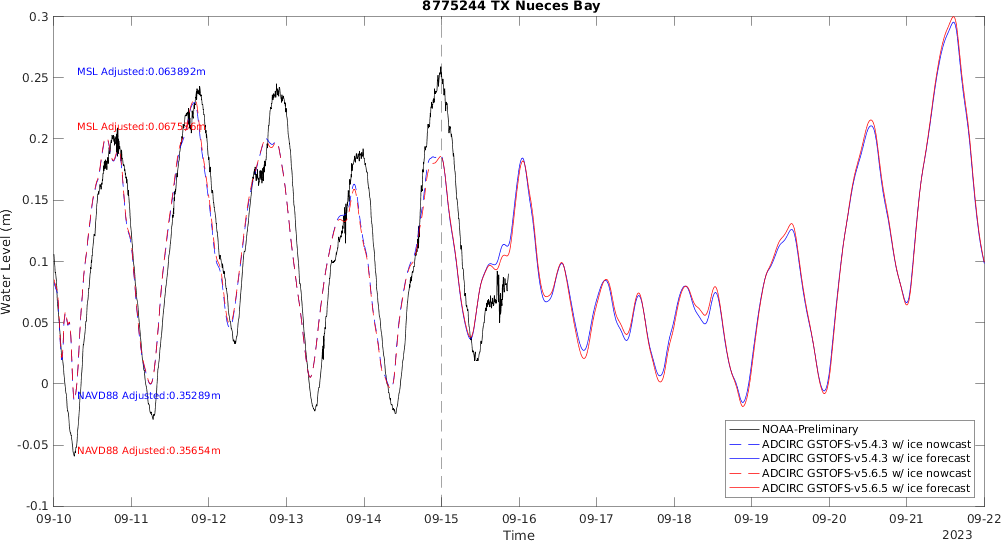 8775244 TX Nueces Bay
Water Level (m)
0.3
0.25
0.2
0.15
0.1
0.05
0
-0.05
-0.1
MSL Adjusted:0.063892m
NAVD88 Adjusted:0.35289m
NAVD88 Adjusted:0.35654m
NOAA-Preliminary
ADCIRC GSTOFS-v5.4.3 w/ ice nowcast
ADCIRC GSTOFS-v5.4.3 w/ ice forecast
ADCIRC GSTOFS-v5.6.5 w/ ice nowcast
ADCIRC GSTOFS-v5.6.5 w/ ice forecast
09-10 09-11 09-12 09-13 09-14 09-15 09-16 09-17 09-18 09-19 09-20 09-21 09-22
Time
2023